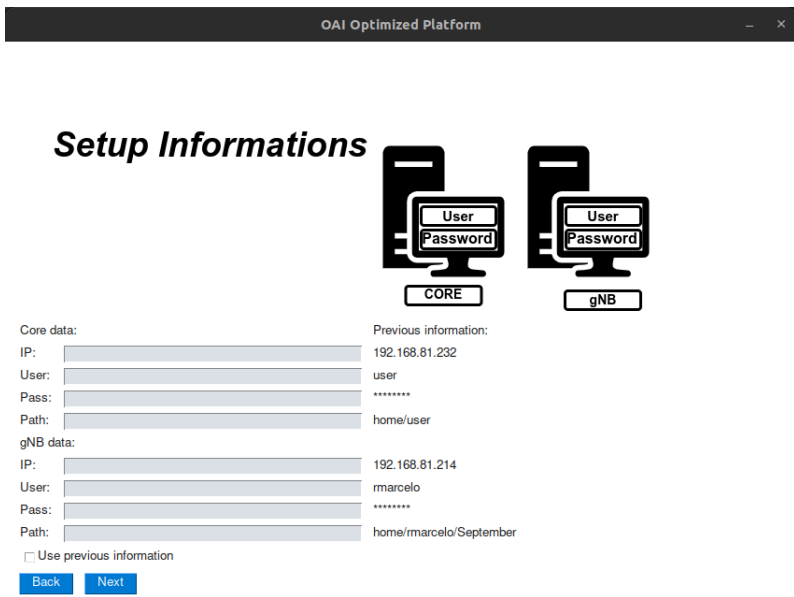 OAI Optimized Platform
Setup Informations
User User
Password Password
CORE gNB
Core data: Previous information:
IP: 192.168.81.232
User: user
Pass: ********
Path: home/user
gNB data:
IP: 192.168.81.214
User: rmarcelo
Pass: ********
Path: home/rmarcelo/September
Use previous information
Back Next